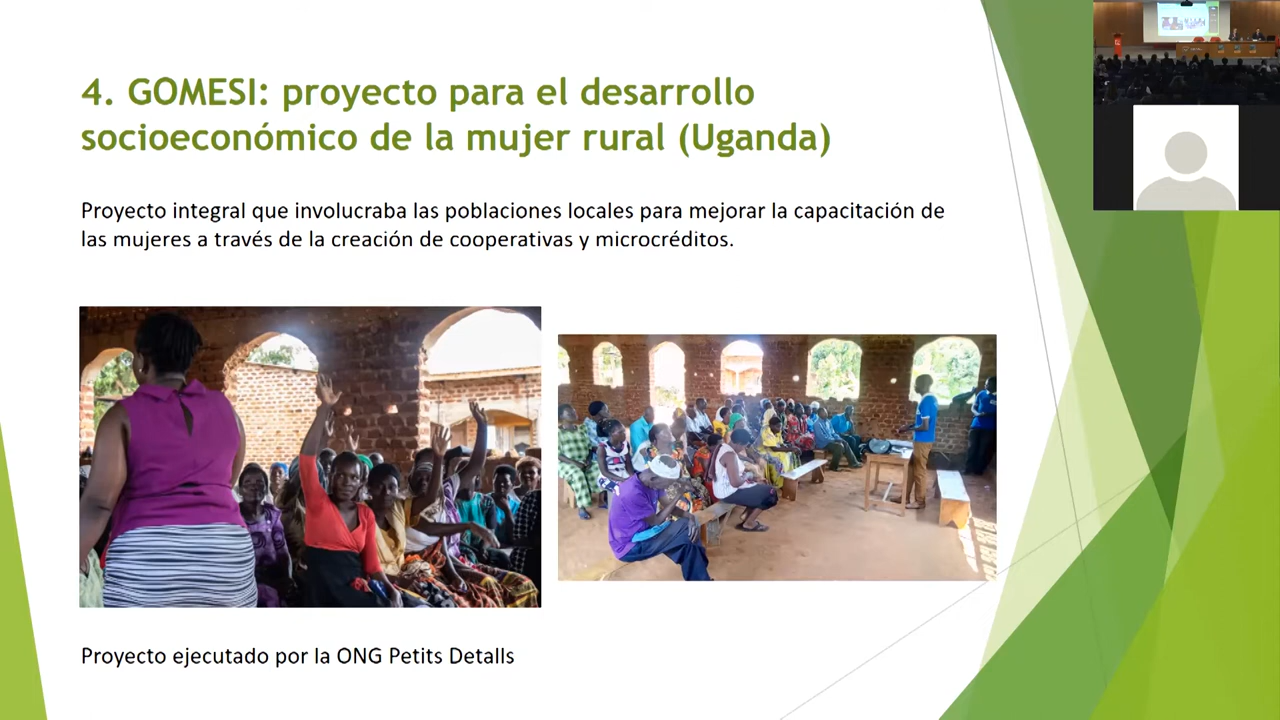 4. GOMESI: proyecto para el desarrollo
socioeconómico de la mujer rural (Uganda)
Proyecto integral que involucraba las poblaciones locales para mejorar la capacitación de
las mujeres a través de la creación de cooperativas y microcréditos.
Proyecto ejecutado por la ONG Petits Detalls